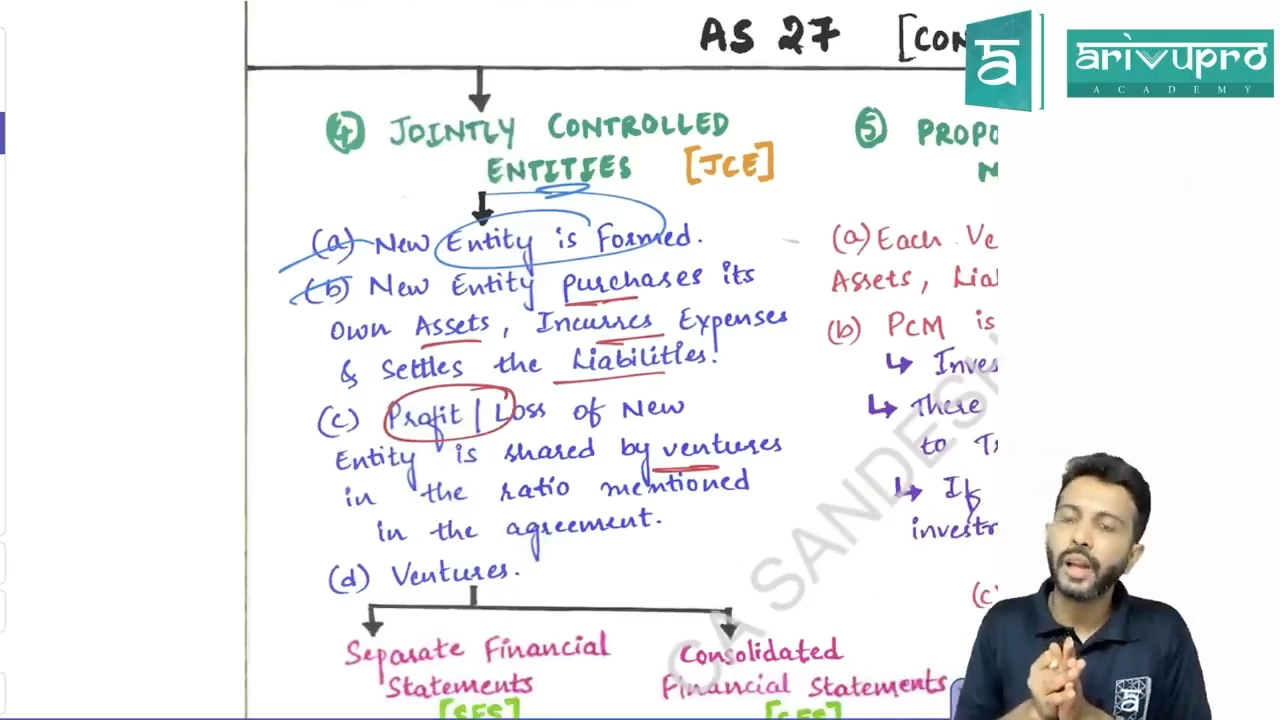 AS 27 [CON
ā
arivupro
ACADEMY
④ JOINTLY CONTROLLED
ENTITIES [JCE]
(a) New Entity is Formed.
(b) New Entity purchases its
own Assets, Incurres Expenses
& Settles the Liabilities.
(c) Profit | Loss of New
Entity is shared by ventures
in the ratio mentioned
in the agreement.
(d) Ventures.
Separate Financial
Statements
[SFS]
Consolidated
Financial Statements
[CFS]
⑤ PROPO
(a) Each Ve
Assets, Lia
(b) PCM is
↳ Inves
↳ There
to Tr
↳ If
investr
(c)
CA SANDESH